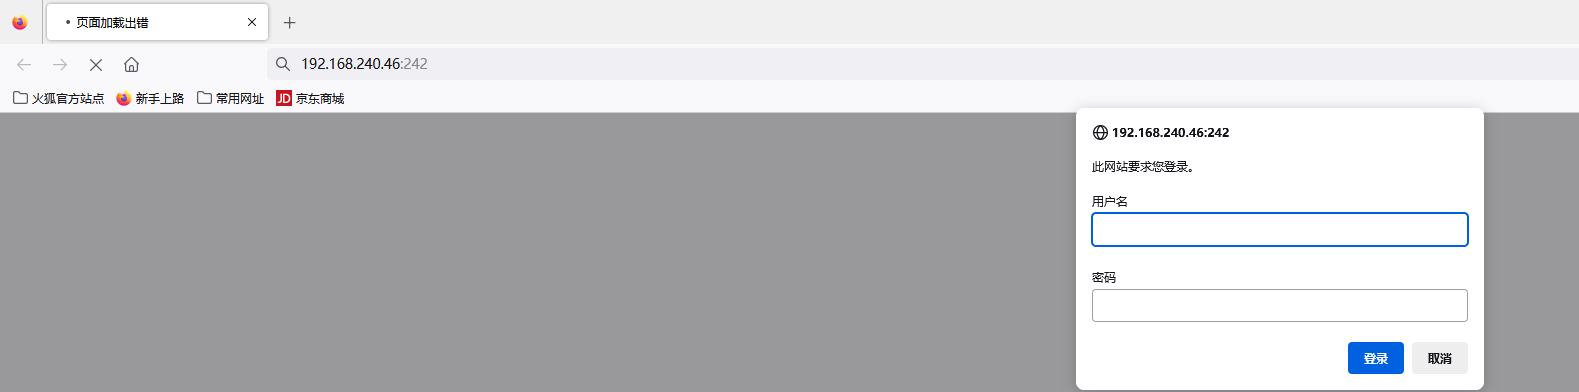 页面加载出错
192.168.240.46:242
火狐官方站点 新手上路 常用网址 JD 京东商城
192.168.240.46:242
此网站要求您登录。
用户名
密码
登录 取消